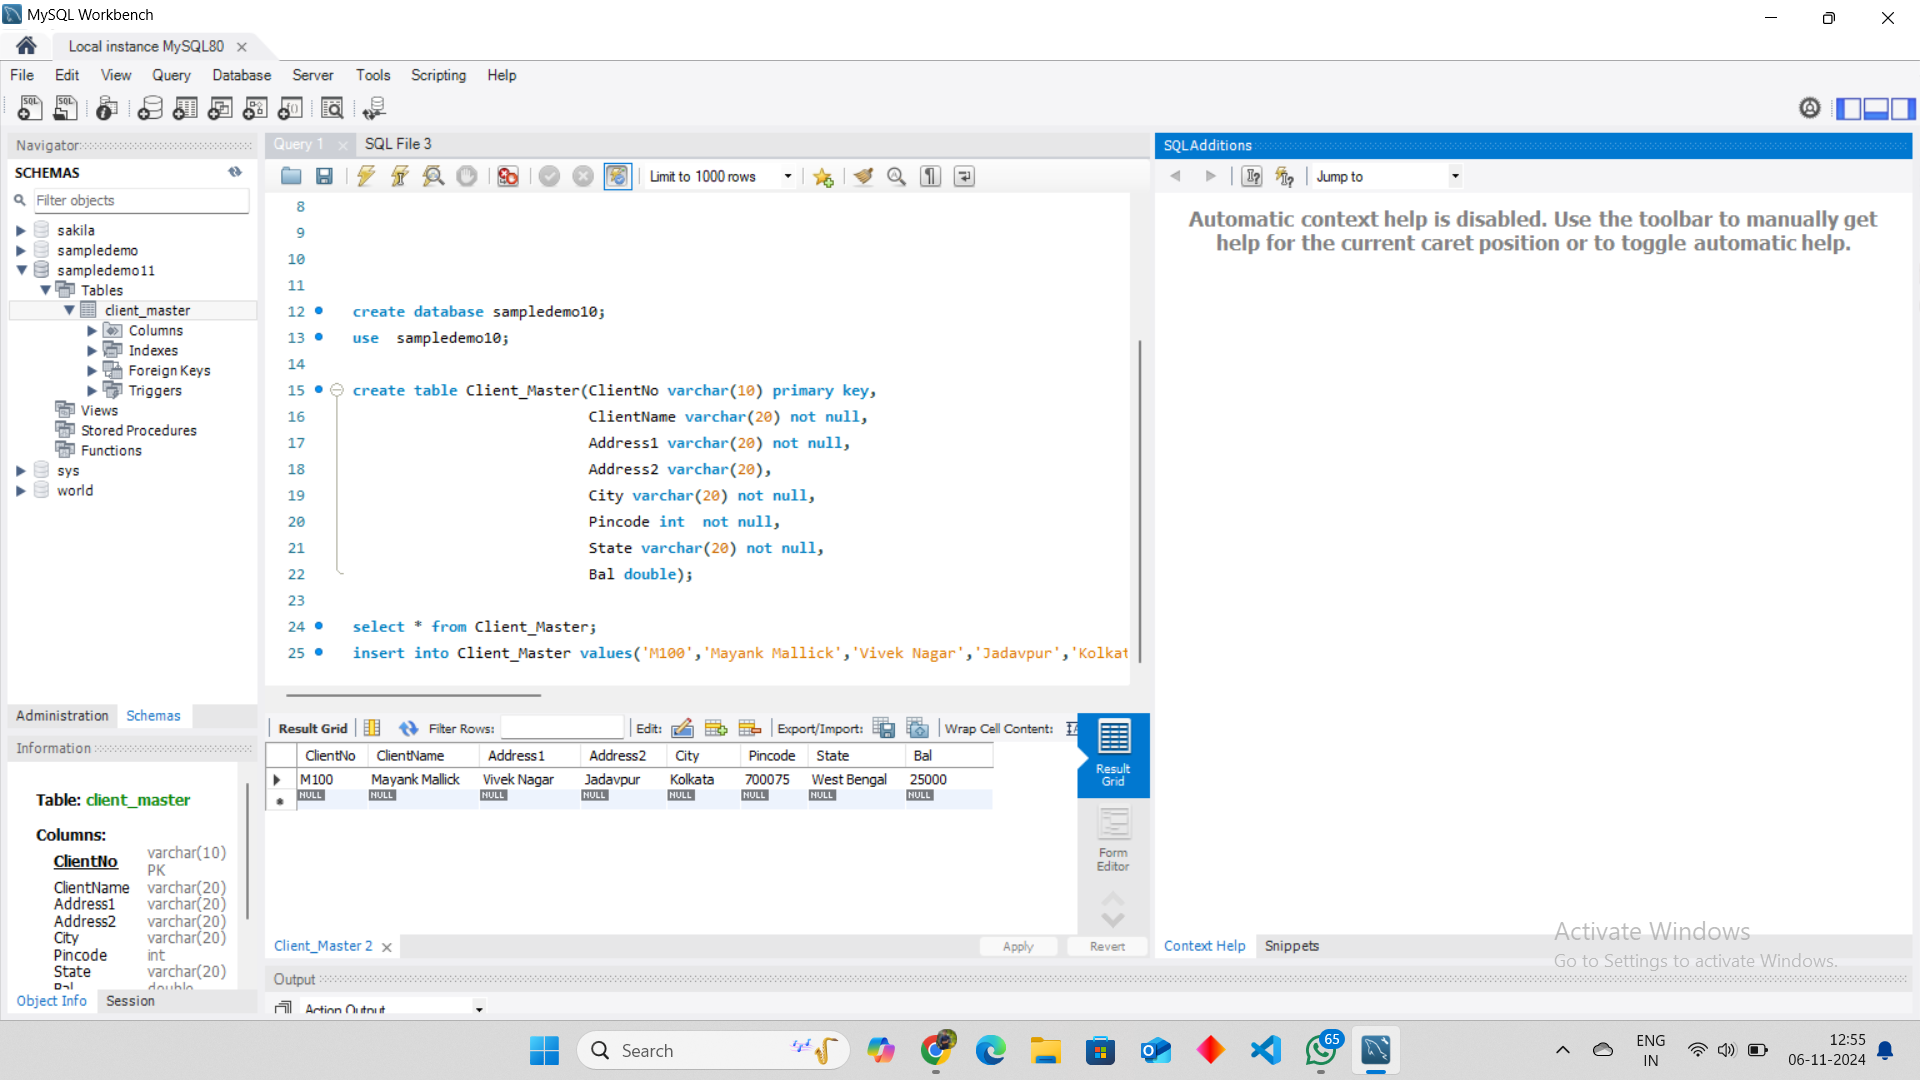 MySQL Workbench
Local instance MySQL80
File Edit View Query Database Server Tools Scripting Help
Navigator
SCHEMAS
Filter objects
sakila
sampledemo
sampledemo11
Tables
client_master
Columns
Indexes
Foreign Keys
Triggers
Views
Stored Procedures
Functions
sys
world
Administration Schemas
Information
Table: client_master
Columns:
ClientNo varchar(10)
PK
ClientName varchar(20)
Address1 varchar(20)
Address2 varchar(20)
City varchar(20)
Pincode int
State varchar(20)
Bal double
Object Info Session
Query 1 SQL File 3
Limit to 1000 rows
8
9
10
11
12 create database sampledemo10;
13 use sampledemo10;
14
15 create table Client_Master(ClientNo varchar(10) primary key,
16 ClientName varchar(20) not null,
17 Address1 varchar(20) not null,
18 Address2 varchar(20),
19 City varchar(20) not null,
20 Pincode int not null,
21 State varchar(20) not null,
22 Bal double);
23
24 select * from Client_Master;
25 insert into Client_Master values('M100','Mayank Mallick','Vivek Nagar','Jadavpur','Kolkat
Result Grid Filter Rows: Edit: Export/Import: Wrap Cell Content:
ClientNo ClientName Address1 Address2 City Pincode State Bal
M100 Mayank Mallick Vivek Nagar Jadavpur Kolkata 700075 West Bengal 25000
NULL NULL NULL NULL NULL NULL NULL NULL
Result
Grid
Form
Editor
Client_Master 2 Apply Revert
Output
Action Output
SQLAdditions
Jump to
Automatic context help is disabled. Use the toolbar to manually get
help for the current caret position or to toggle automatic help.
Context Help Snippets
Activate Windows
Go to Settings to activate Windows.
Search
65
ENG
IN
12:55
06-11-2024